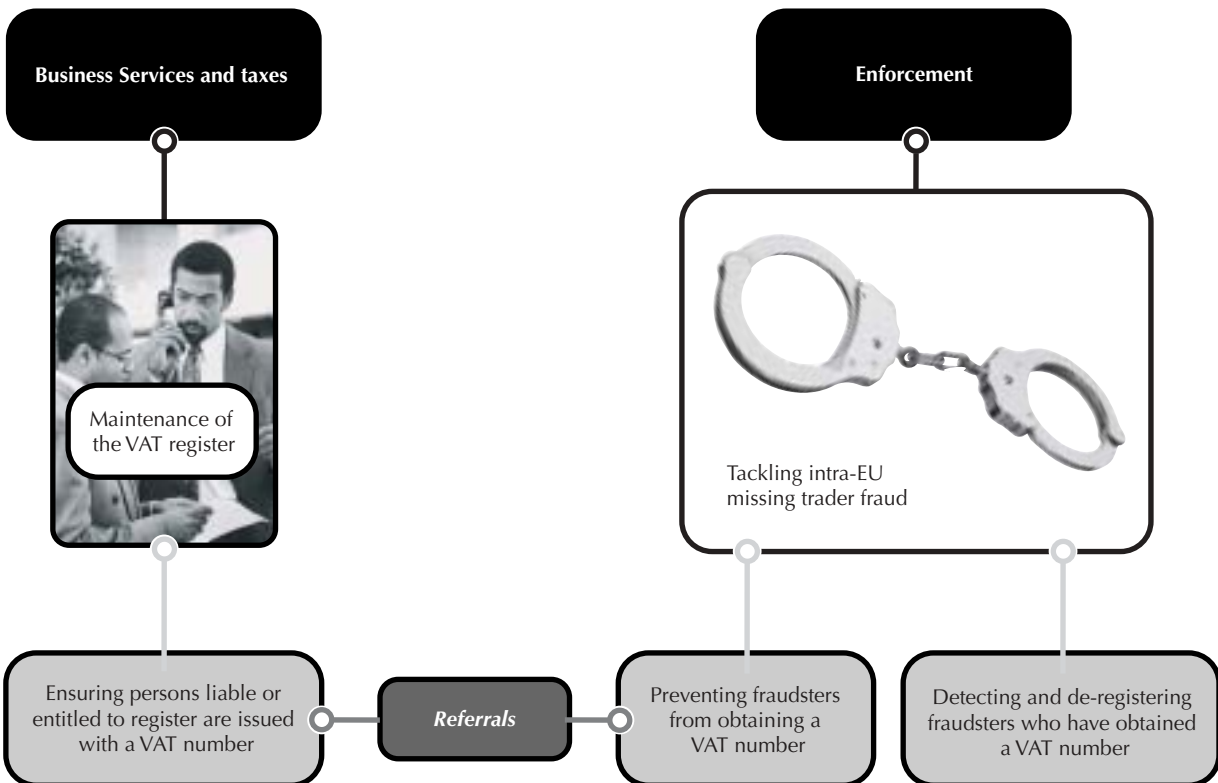 Business Services and taxes
Enforcement
Maintenance of
the VAT register
Tackling intra-EU
missing trader fraud
Ensuring persons liable or
entitled to register are issued
with a VAT number
Referrals
Preventing fraudsters
from obtaining a
VAT number
Detecting and de-registering
fraudsters who have obtained
a VAT number